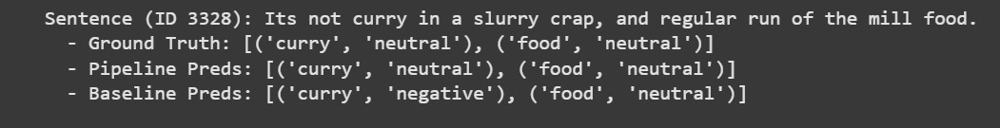 Sentence (ID 3328): Its not curry in a slurry crap, and regular run of the mill food.
- Ground Truth: [('curry', 'neutral'), ('food', 'neutral')]
- Pipeline Preds: [('curry', 'neutral'), ('food', 'neutral')]
- Baseline Preds: [('curry', 'negative'), ('food', 'neutral')]